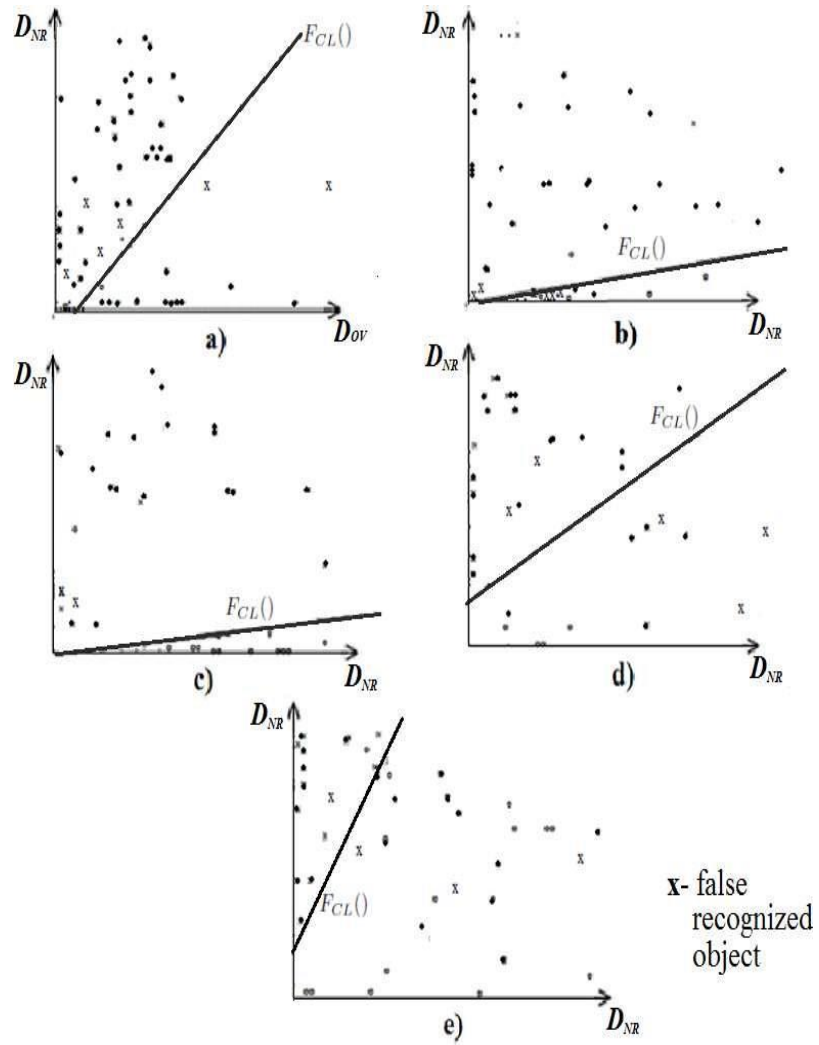 D_NR
F_CL()
D_OV
a)
D_NR
F_CL()
D_NR
b)
D_NR
F_CL()
D_NR
c)
D_NR
F_CL()
D_NR
d)
D_NR
F_CL()
D_NR
e)
x- false
recognized
object